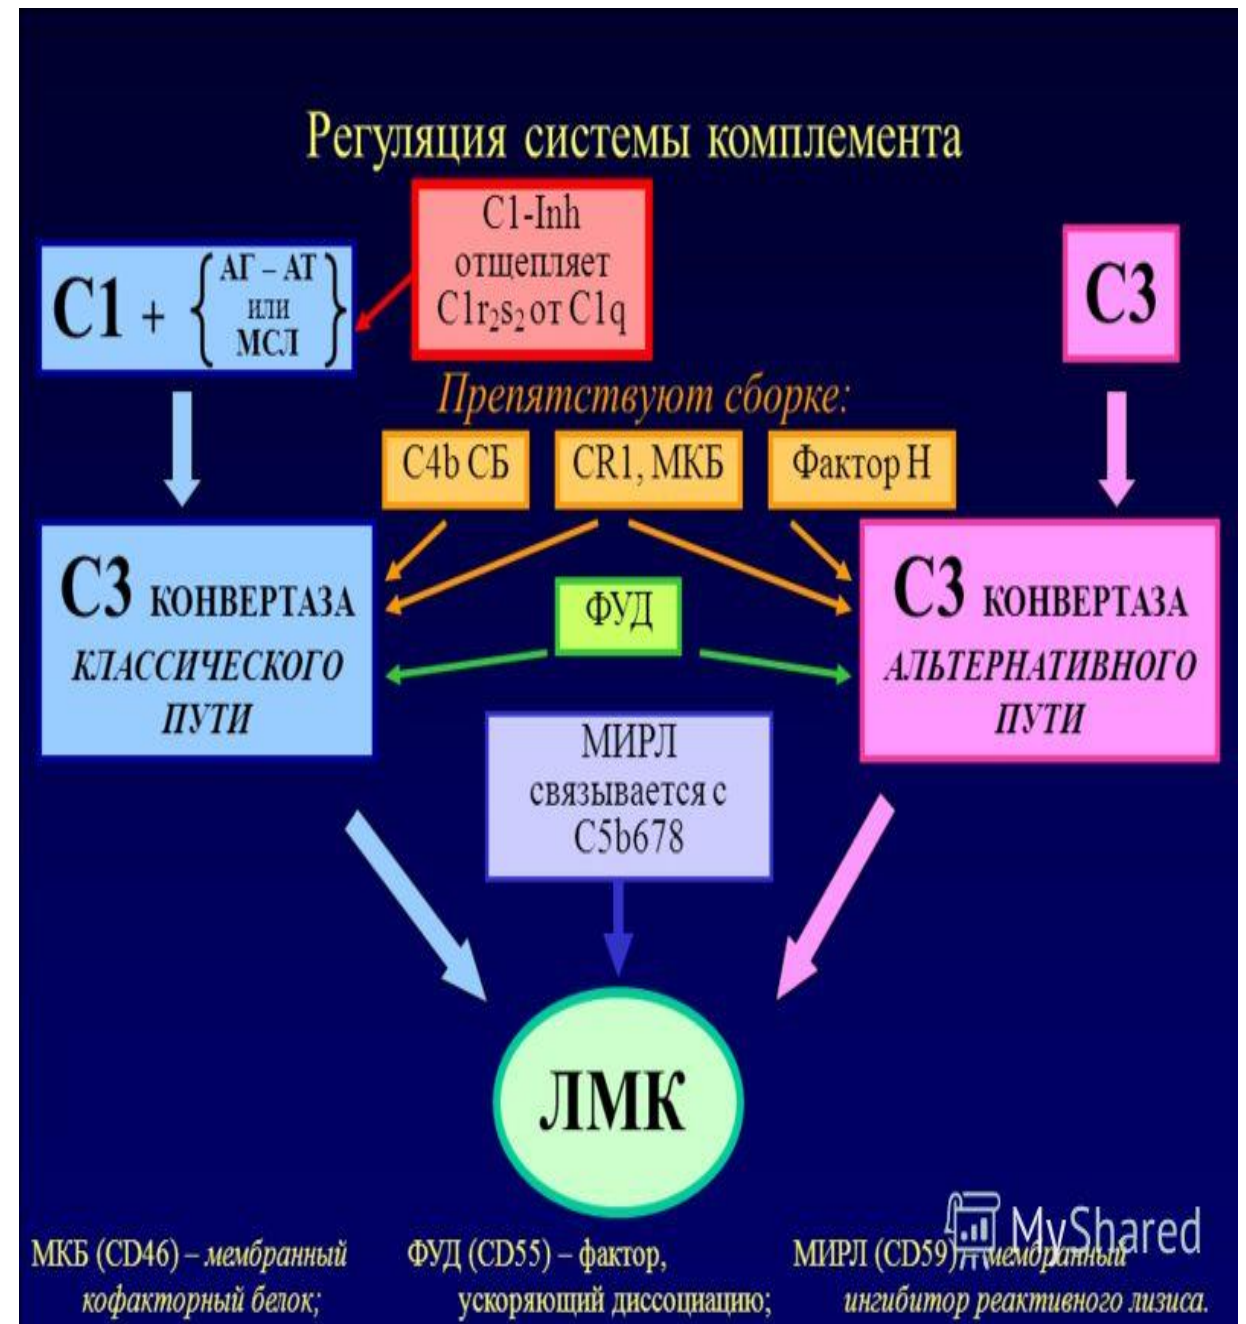 Регуляция системы комплемента
C1-Inh
отщепляет
C1r₂s₂ от C1q
C1 + { АГ – АТ
или
МСЛ }
C3
Препятствуют сборке:
C4b СБ
CR1, МКБ
Фактор H
C3 КОНВЕРТАЗА
КЛАССИЧЕСКОГО
ПУТИ
ФУД
C3 КОНВЕРТАЗА
АЛЬТЕРНАТИВНОГО
ПУТИ
МИРЛ
связывается с
C5b678
ЛМК
МКБ (CD46) – мембранный
кофакторный белок;
ФУД (CD55) – фактор,
ускоряющий диссоциацию;
МИРЛ (CD59) – мембранный
ингибитор реактивного лизиса.
MyShared